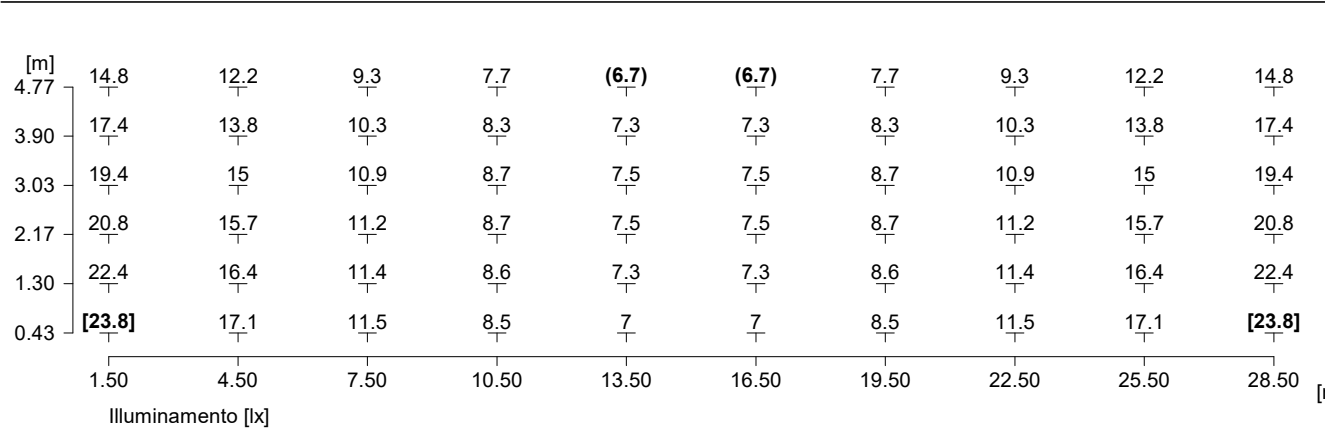 [m]
4.77 14.8 12.2 9.3 7.7 (6.7) (6.7) 7.7 9.3 12.2 14.8
3.90 17.4 13.8 10.3 8.3 7.3 7.3 8.3 10.3 13.8 17.4
3.03 19.4 15 10.9 8.7 7.5 7.5 8.7 10.9 15 19.4
2.17 20.8 15.7 11.2 8.7 7.5 7.5 8.7 11.2 15.7 20.8
1.30 22.4 16.4 11.4 8.6 7.3 7.3 8.6 11.4 16.4 22.4
0.43 [23.8] 17.1 11.5 8.5 7 7 8.5 11.5 17.1 [23.8]
1.50 4.50 7.50 10.50 13.50 16.50 19.50 22.50 25.50 28.50
Illuminamento [lx]